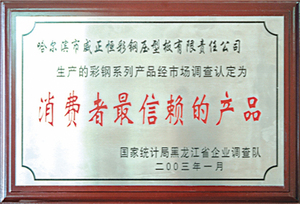 哈尔滨市威正恒彩钢压型板有限责任公司
生产的彩钢系列产品经市场调查认定为
消费者最信赖的产品
国家统计局黑龙江省企业调查队
二00三年一月